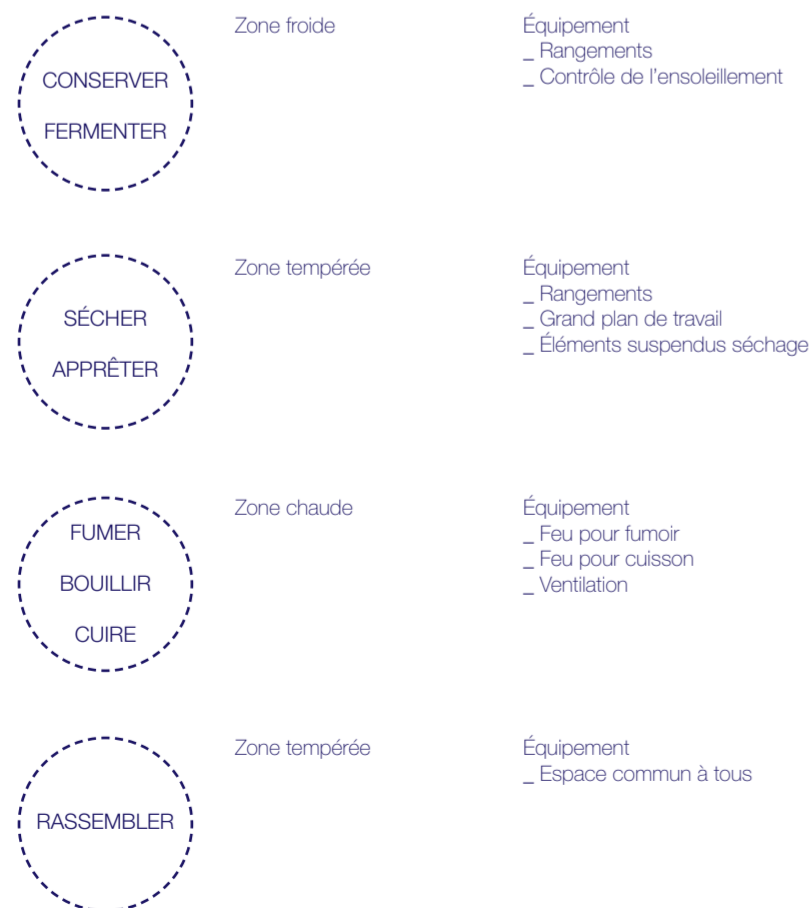 CONSERVER
FERMENTER
Zone froide
Équipement
_ Rangements
_ Contrôle de l'ensoleillement
SÉCHER
APPRÊTER
Zone tempérée
Équipement
_ Rangements
_ Grand plan de travail
_ Éléments suspendus séchage
FUMER
BOUILLIR
CUIRE
Zone chaude
Équipement
_ Feu pour fumoir
_ Feu pour cuisson
_ Ventilation
RASSEMBLER
Zone tempérée
Équipement
_ Espace commun à tous